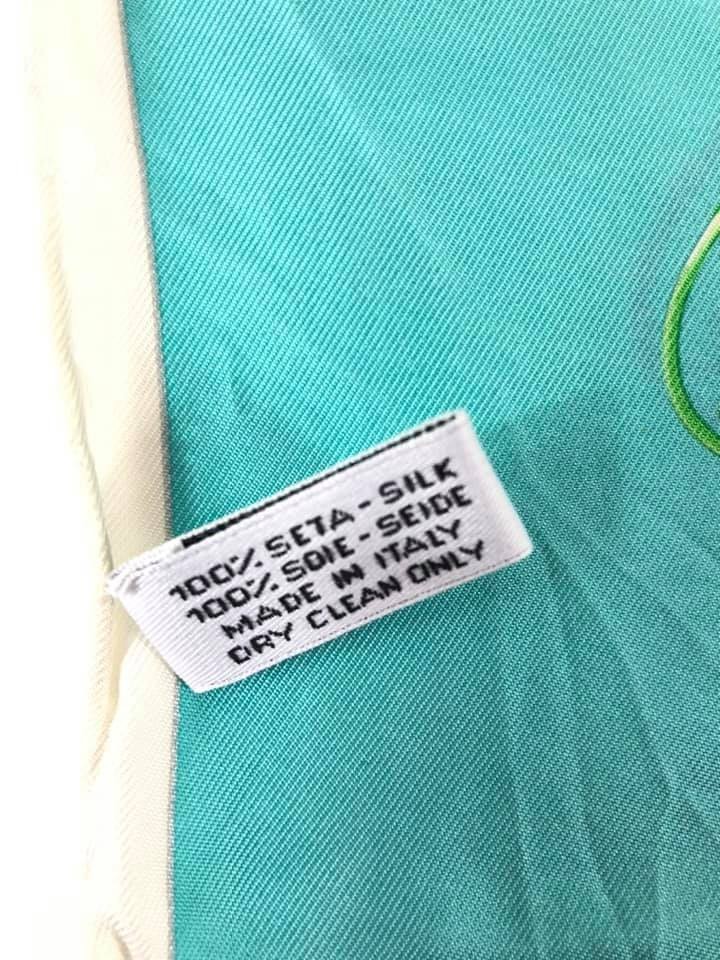 100% SETA - SILK
100% SOIE - SEIDE
MADE IN ITALY
DRY CLEAN ONLY